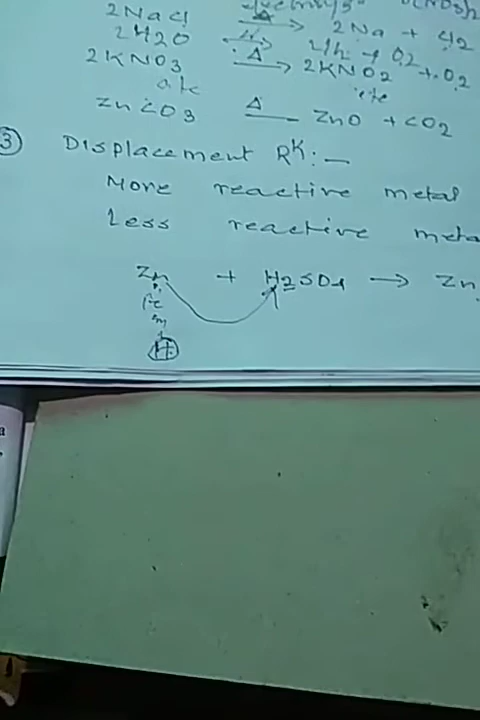 2NaCl → 2Na + Cl2
2H2O → 2H2 + O2
2KNO3 Δ → 2KNO2 + O2
ZnCO3 Δ ZnO + CO2
3 Displacement Rx:-
More reactive metal
Less reactive meta
Zn + H2SO4 → Zn
H